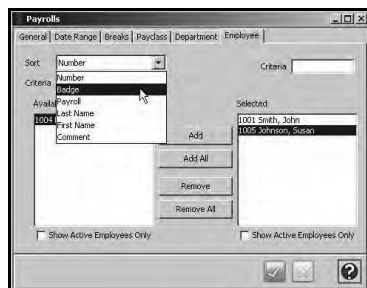 Payrolls
General Date Range Breaks Payclass Department Employee
Sort Number Criteria
Number
Criteria Badge
Payroll
Availa Last Name Selected
First Name
1004 Comment
1001 Smith, John
1005 Johnson, Susan
Add
Add All
Remove
Remove All
Show Active Employees Only Show Active Employees Only
?